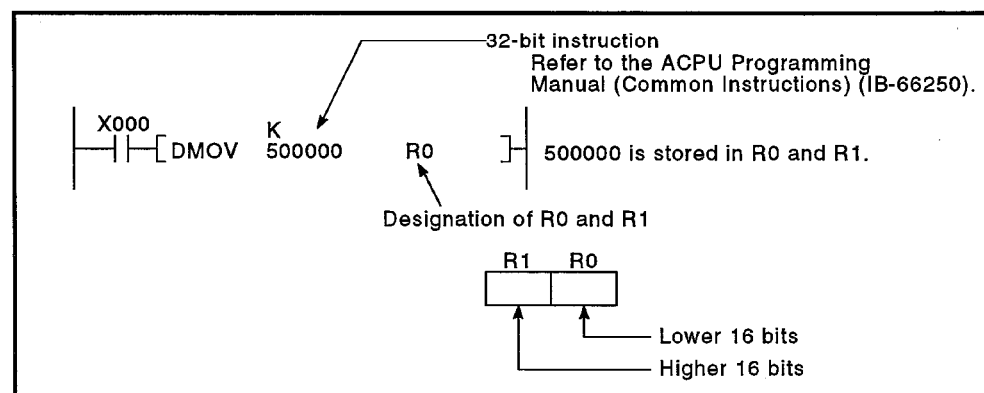 32-bit instruction
Refer to the ACPU Programming
Manual (Common Instructions) (IB-66250).
X000
K
DMOV 500000 R0
500000 is stored in R0 and R1.
Designation of R0 and R1
R1 R0
Lower 16 bits
Higher 16 bits